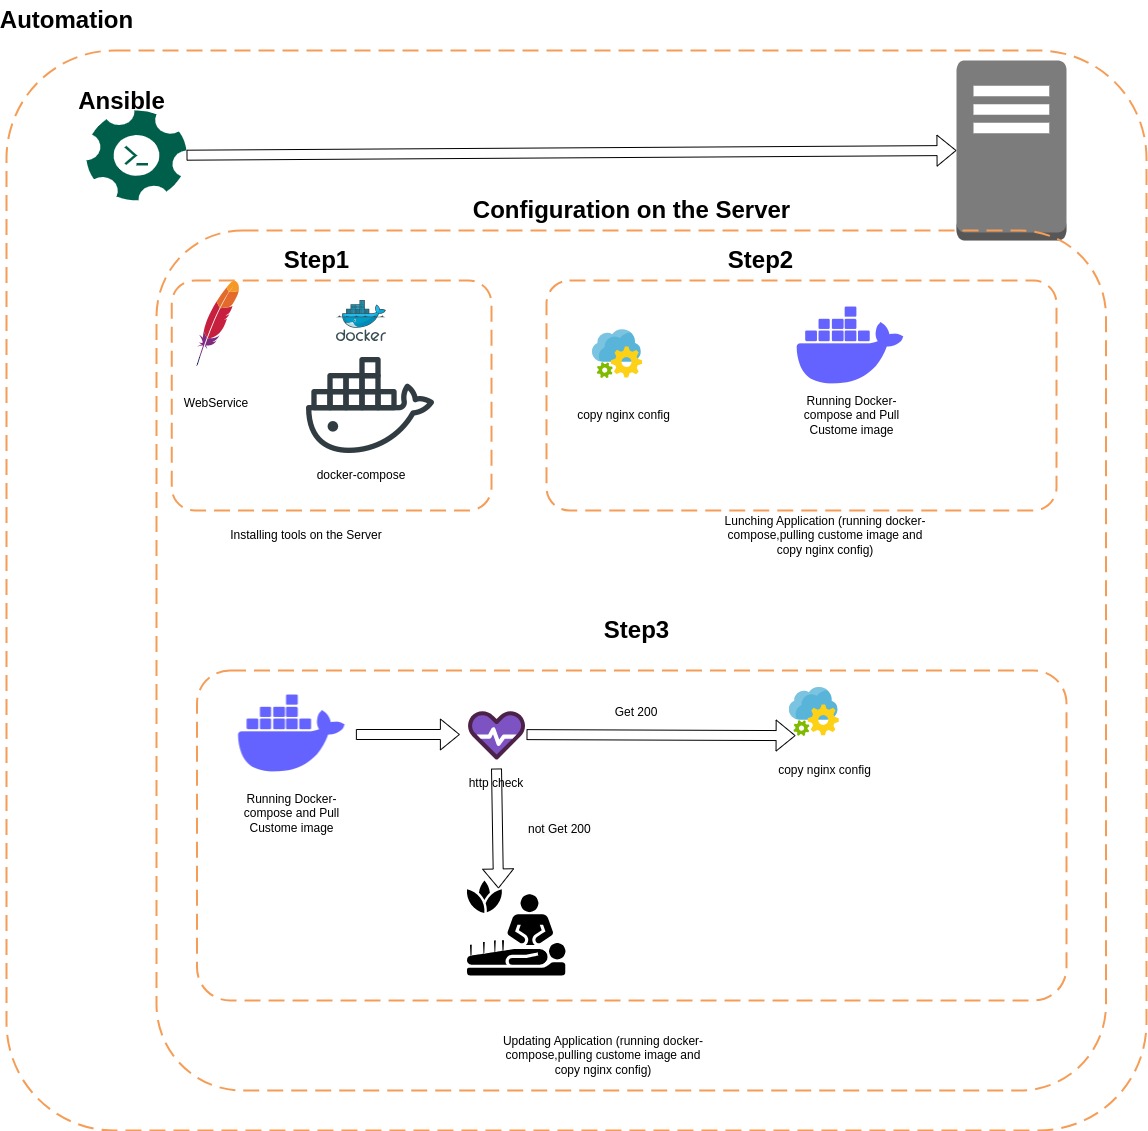 Automation
Ansible
Configuration on the Server
Step1
Step2
docker
WebService
docker-compose
copy nginx config
Running Docker-
compose and Pull
Custome image
Installing tools on the Server
Lunching Application (running docker-
compose,pulling custome image and
copy nginx config)
Step3
Running Docker-
compose and Pull
Custome image
http check
Get 200
copy nginx config
not Get 200
Updating Application (running docker-
compose,pulling custome image and
copy nginx config)